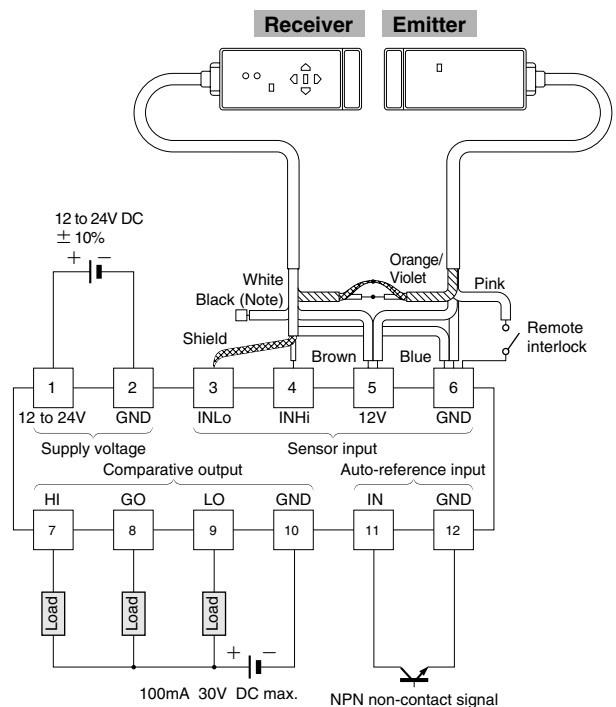 Receiver
Emitter
12 to 24V DC
± 10%
+ −
White
Black (Note)
Shield
Orange/
Violet
Pink
Brown
Blue
Remote
interlock
1
2
3
4
5
6
12 to 24V
GND
INLo
INHi
12V
GND
Supply voltage
Sensor input
Comparative output
Auto-reference input
HI
GO
LO
GND
IN
GND
7
8
9
10
11
12
Load
Load
Load
+ −
100mA 30V DC max.
NPN non-contact signal